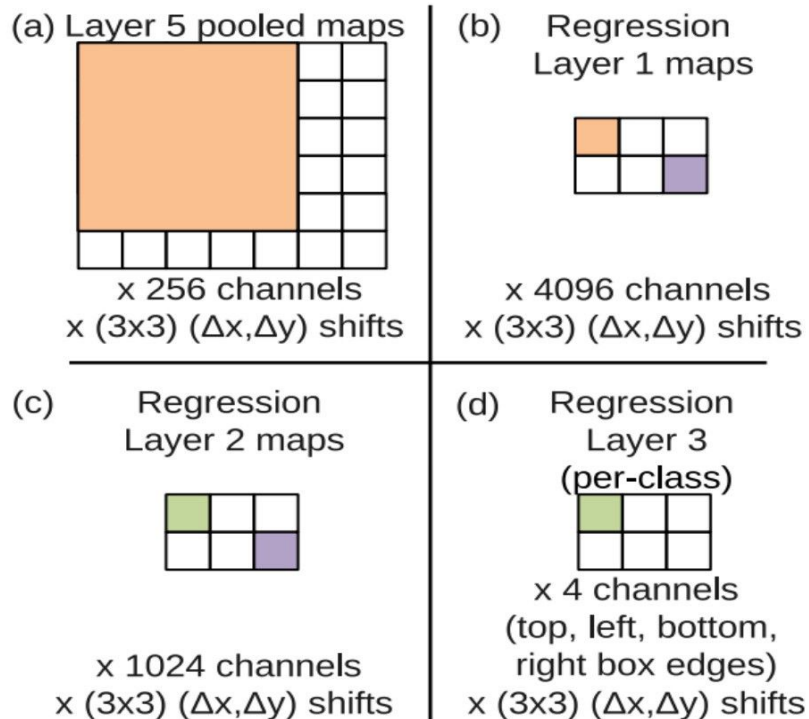 (a) Layer 5 pooled maps
x 256 channels
x (3x3) (Δx,Δy) shifts
(b) Regression
Layer 1 maps
x 4096 channels
x (3x3) (Δx,Δy) shifts
(c) Regression
Layer 2 maps
x 1024 channels
x (3x3) (Δx,Δy) shifts
(d) Regression
Layer 3
(per-class)
x 4 channels
(top, left, bottom,
right box edges)
x (3x3) (Δx,Δy) shifts